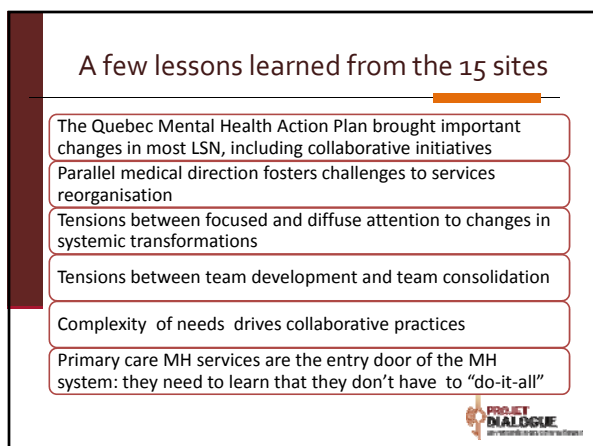 A few lessons learned from the 15 sites
The Quebec Mental Health Action Plan brought important
changes in most LSN, including collaborative initiatives
Parallel medical direction fosters challenges to services
reorganisation
Tensions between focused and diffuse attention to changes in
systemic transformations
Tensions between team development and team consolidation
Complexity of needs drives collaborative practices
Primary care MH services are the entry door of the MH
system: they need to learn that they don't have to “do-it-all”
PROJET
DIALOGUE